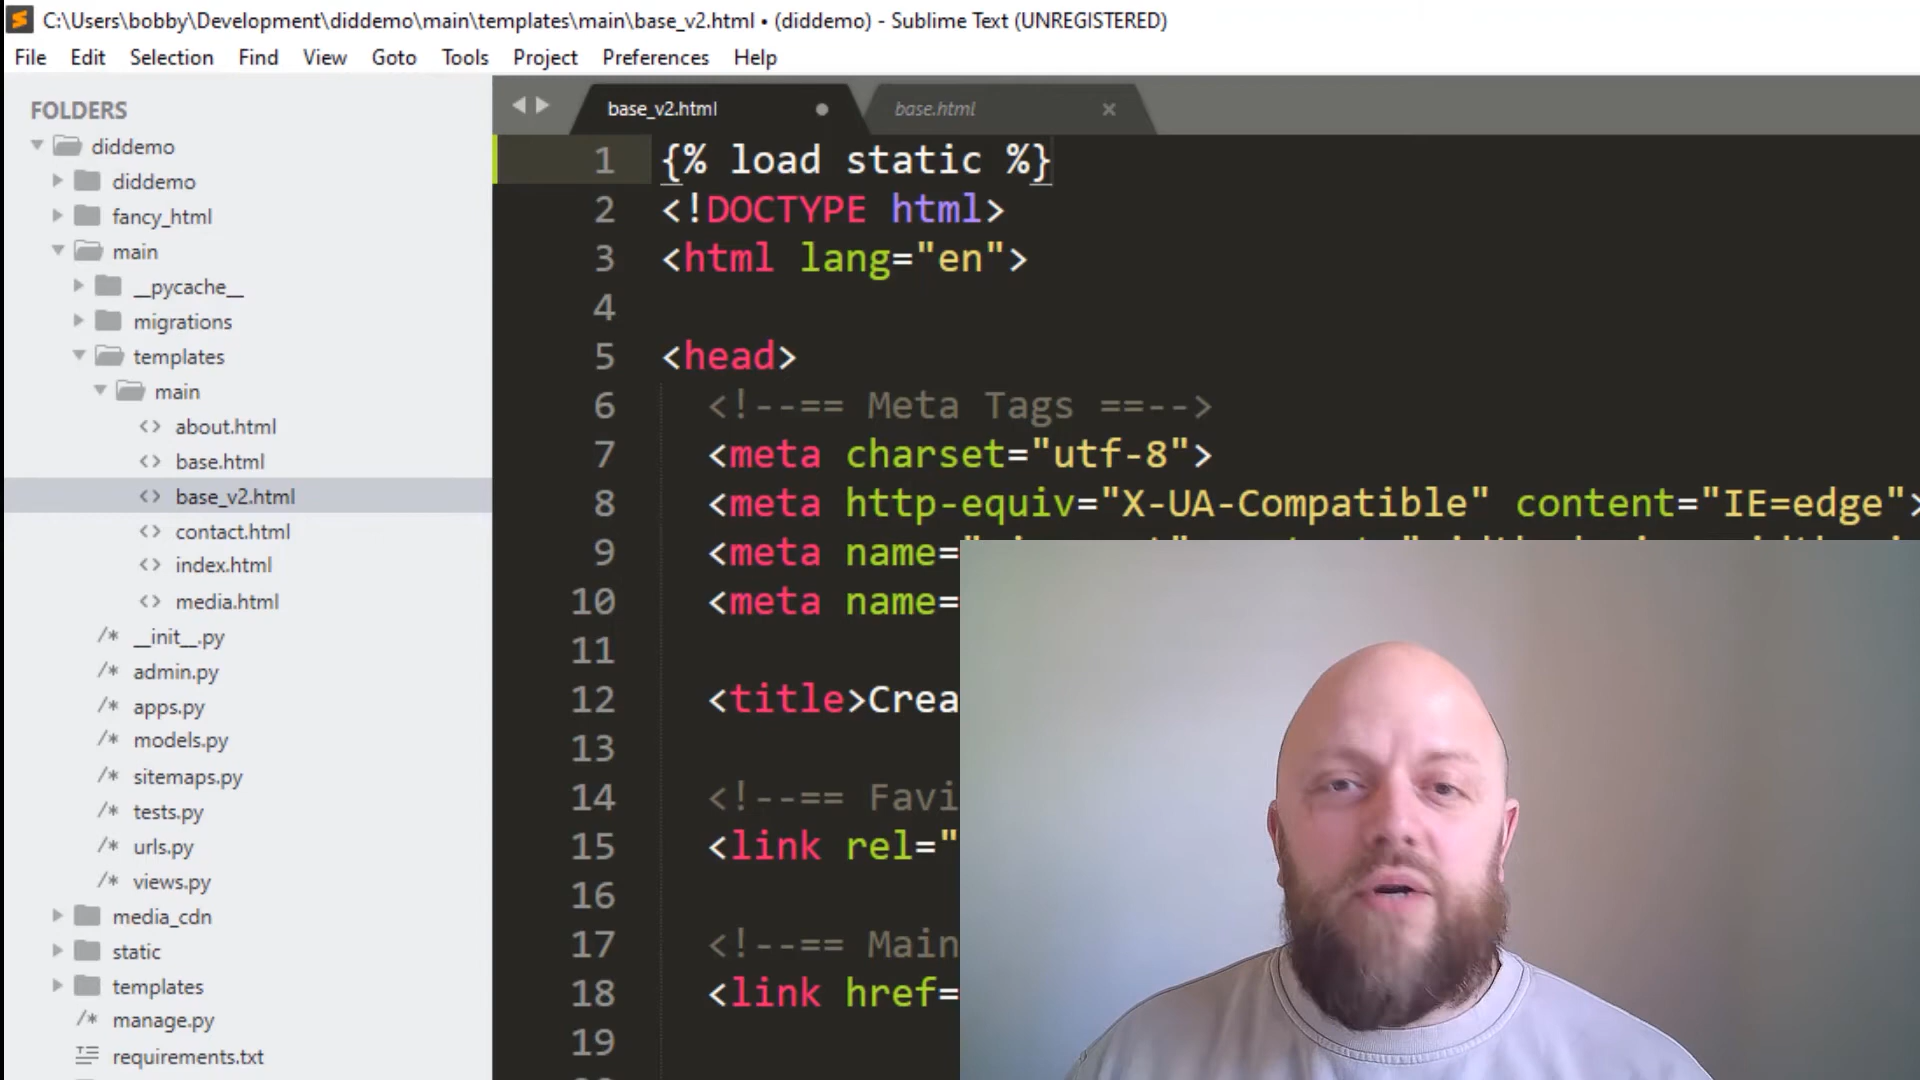 C:\Users\bobby\Development\diddemo\main\templates\main\base_v2.html • (diddemo) - Sublime Text (UNREGISTERED)
File Edit Selection Find View Goto Tools Project Preferences Help
FOLDERS
diddemo
diddemo
fancy_html
main
__pycache__
migrations
templates
main
<> about.html
<> base.html
<> base_v2.html
<> contact.html
<> index.html
<> media.html
/* __init__.py
/* admin.py
/* apps.py
/* models.py
/* sitemaps.py
/* tests.py
/* urls.py
/* views.py
media_cdn
static
templates
/* manage.py
requirements.txt
base_v2.html
base.html ×
1 {% load static %}
2 <!DOCTYPE html>
3 <html lang="en">
4
5 <head>
6 <!--== Meta Tags ==-->
7 <meta charset="utf-8">
8 <meta http-equiv="X-UA-Compatible" content="IE=edge">
9 <meta name=
10 <meta name=
11
12 <title>Crea
13
14 <!--== Favi
15 <link rel="
16
17 <!--== Main
18 <link href=
19